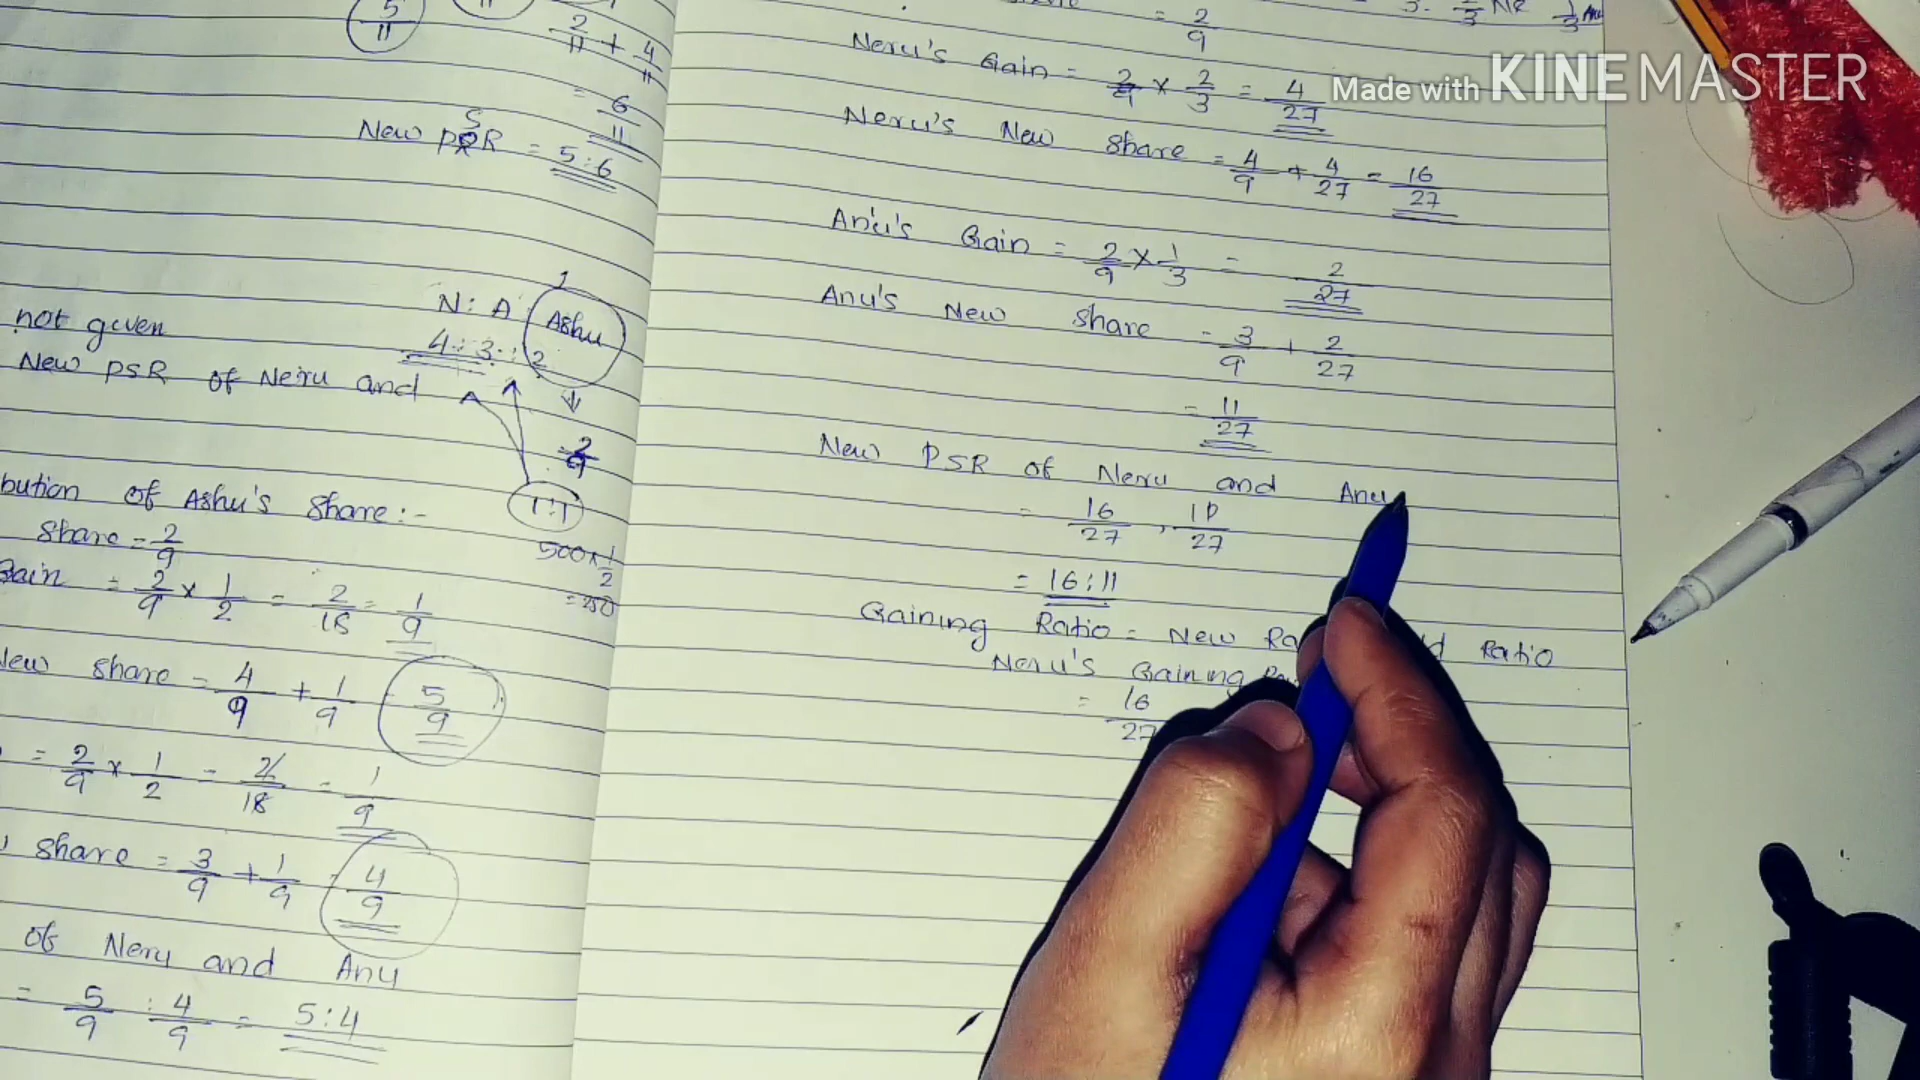 5/11
2/11 + 4/11
= 6/11
New PSR = 5:6
N: A: Ashu
4:3:2
not given
New PSR of Neru and
2/9
1:1
bution of Ashu's Share:-
Share = 2/9
500 × 1/2
= 250
Gain = 2/9 × 1/2 = 2/18 = 1/9
New share = 4/9 + 1/9 = 5/9
= 2/9 × 1/2 = 2/18 = 1/9
share = 3/9 + 1/9 = 4/9
of Neru and Anu
= 5/9 : 4/9 = 5:4
= 2/9
Neru's Gain = 2/9 × 2/3 = 4/27
Neru's New share = 4/9 + 4/27 = 16/27
Anu's Gain = 2/9 × 1/3 = 2/27
Anu's New share = 3/9 + 2/27
= 11/27
New PSR of Neru and Anu
= 16/27, 11/27
= 16:11
Gaining Ratio = New Ra d Ratio
Neru's Gaining
= 16/27
Made with KINEMASTER